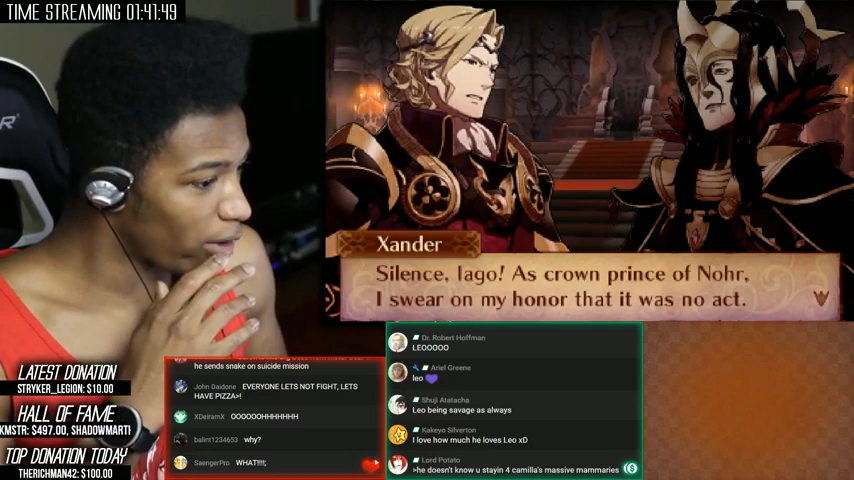 TIME STREAMING 01:41:49
Xander
Silence, Iago! As crown prince of Nohr,
I swear on my honor that it was no act.
LATEST DONATION
STRYKER_LEGION: $10.00
HALL OF FAME
KMSTR: $497.00, SHADOWMARTI
TOP DONATION TODAY
THERICHMAN42: $100.00
he sends snake on suicide mission
John Daidone EVERYONE LETS NOT FIGHT, LETS
HAVE PIZZA>!
XDeiramX OOOOOOHHHHHHH
balint1234653 why?
SaengerPro WHAT!!!!;
Dr. Robert Hoffman
LEOOOOO
Ariel Greene
leo
Shuji Atatacha
Leo being savage as always
Kakeyo Silverton
I love how much he loves Leo xD
Lord Potato
>he doesn't know u stayin 4 camilla's massive mammaries